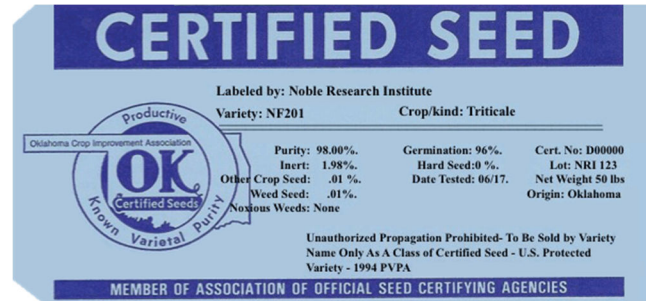 CERTIFIED SEED
Labeled by: Noble Research Institute
Variety: NF201 Crop/kind: Triticale
Productive
Oklahoma Crop Improvement Association
OK
Certified Seeds
Known Varietal Purity
Purity: 98.00%. Germination: 96%. Cert. No: D00000
Inert: 1.98%. Hard Seed:0 %. Lot: NRI 123
Other Crop Seed: .01 %. Date Tested: 06/17. Net Weight 50 lbs
Weed Seed: .01%. Origin: Oklahoma
Noxious Weeds: None
Unauthorized Propagation Prohibited- To Be Sold by Variety
Name Only As A Class of Certified Seed - U.S. Protected
Variety - 1994 PVPA
MEMBER OF ASSOCIATION OF OFFICIAL SEED CERTIFYING AGENCIES